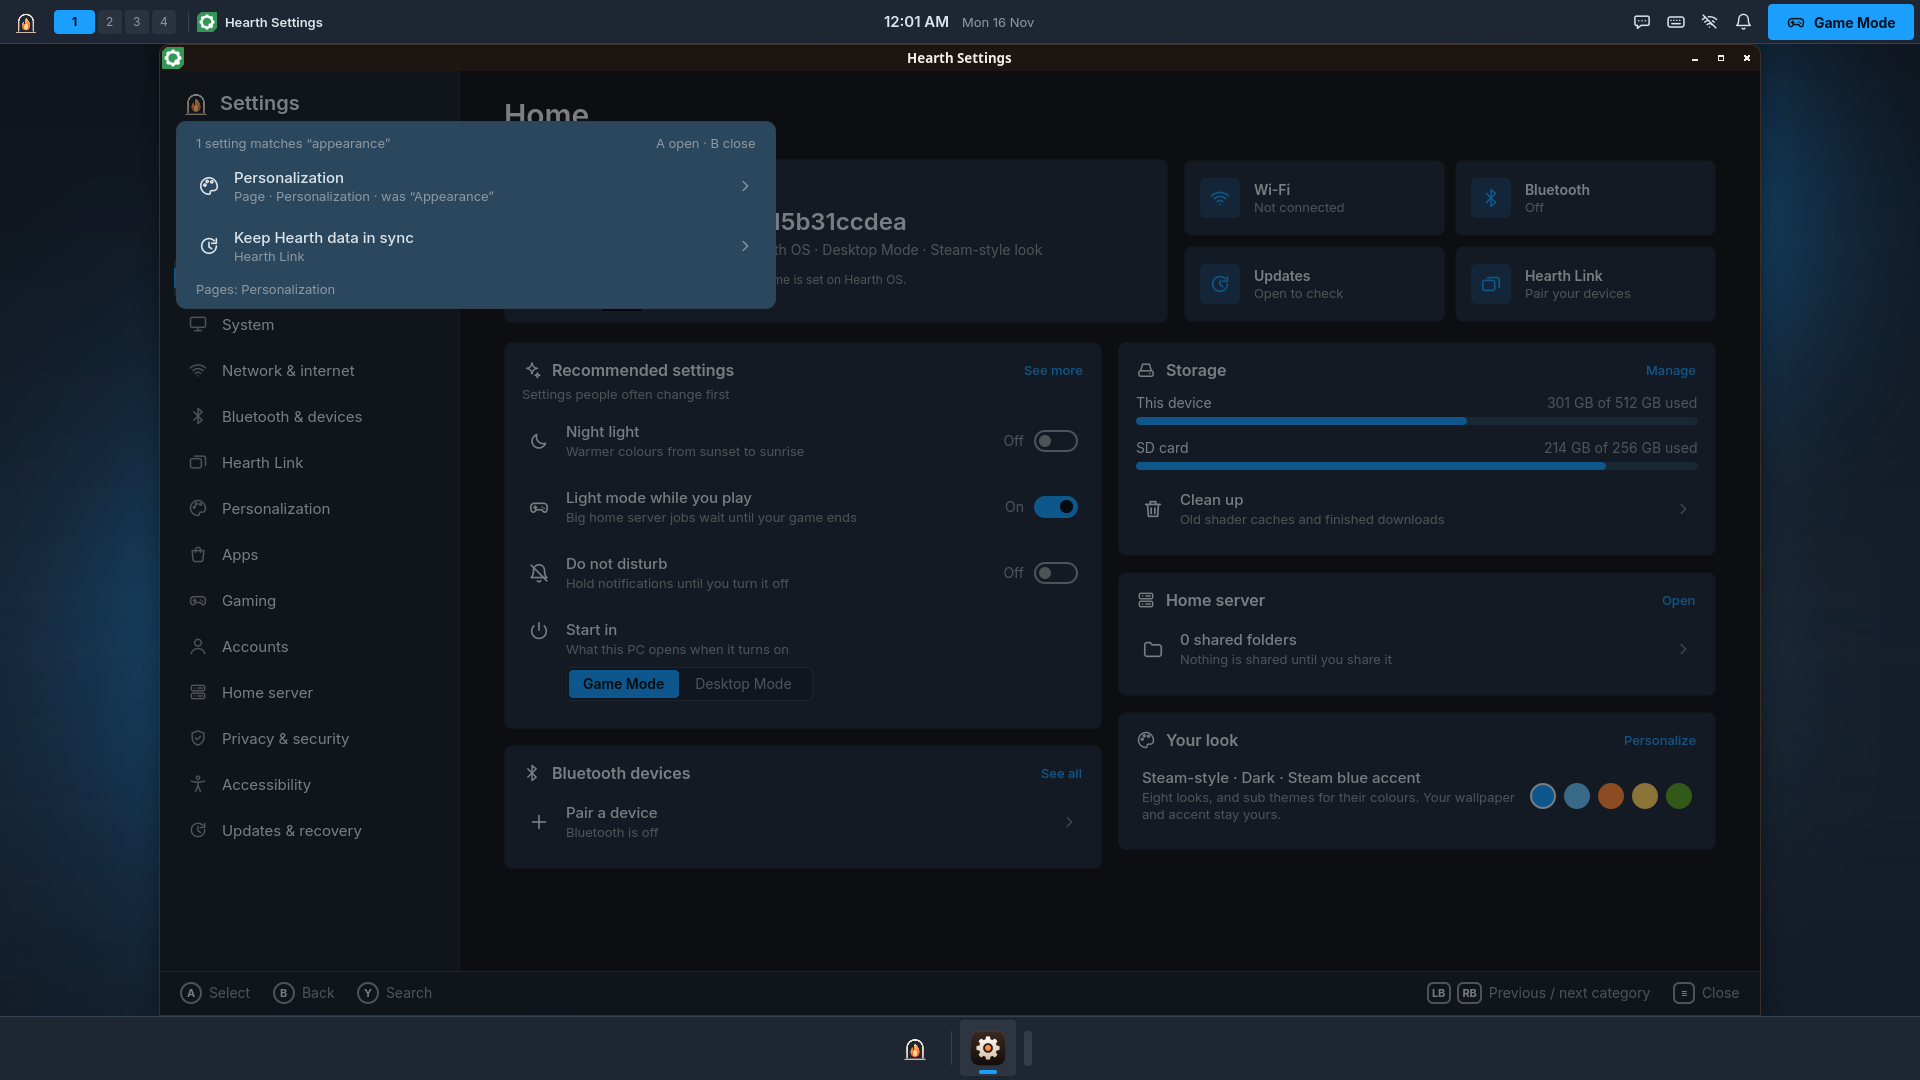 1 2 3 4 Hearth Settings
12:01 AM Mon 16 Nov
Game Mode
Hearth Settings
Settings
1 setting matches “appearance”
A open · B close
Personalization
Page · Personalization · was “Appearance”
Keep Hearth data in sync
Hearth Link
Pages: Personalization
System
Network & internet
Bluetooth & devices
Hearth Link
Personalization
Apps
Gaming
Accounts
Home server
Privacy & security
Accessibility
Updates & recovery
Home
5b31ccdea
OS · Desktop Mode · Steam-style look
is set on Hearth OS.
Wi-Fi
Not connected
Bluetooth
Off
Updates
Open to check
Hearth Link
Pair your devices
Recommended settings
See more
Settings people often change first
Night light
Warmer colours from sunset to sunrise
Off
Light mode while you play
Big home server jobs wait until your game ends
On
Do not disturb
Hold notifications until you turn it off
Off
Start in
What this PC opens when it turns on
Game Mode
Desktop Mode
Bluetooth devices
See all
Pair a device
Bluetooth is off
Storage
Manage
This device
301 GB of 512 GB used
SD card
214 GB of 256 GB used
Clean up
Old shader caches and finished downloads
Home server
Open
0 shared folders
Nothing is shared until you share it
Your look
Personalize
Steam-style · Dark · Steam blue accent
Eight looks, and sub themes for their colours. Your wallpaper
and accent stay yours.
A Select
B Back
Y Search
LB RB Previous / next category
Close